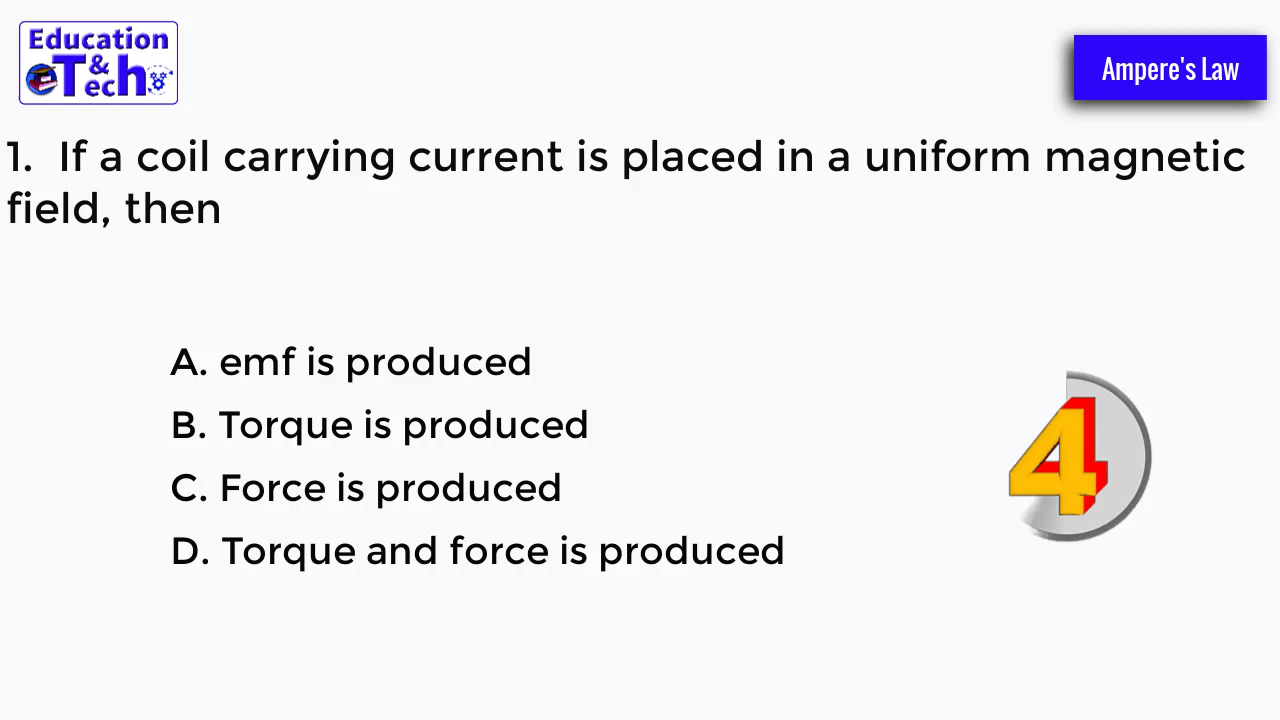 Education
&
Tech
Ampere's Law
1. If a coil carrying current is placed in a uniform magnetic
field, then
A. emf is produced
B. Torque is produced
C. Force is produced
D. Torque and force is produced
4